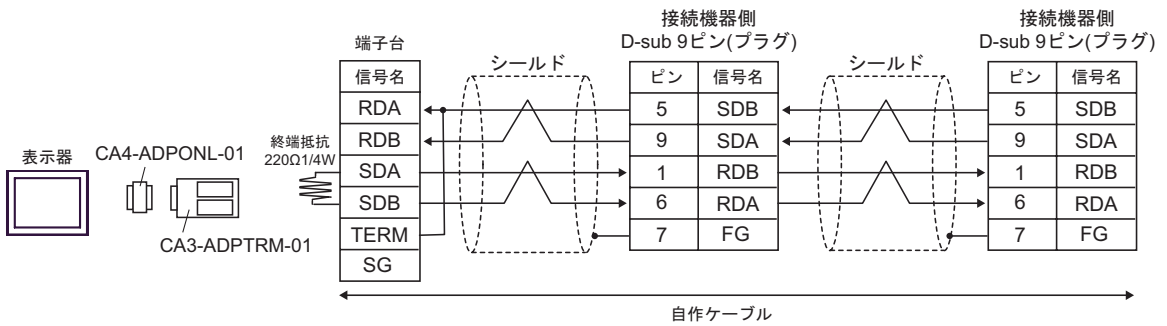 接続機器側
D-sub 9ピン(プラグ)
接続機器側
D-sub 9ピン(プラグ)
端子台
シールド
シールド
信号名
RDA
RDB
SDA
SDB
TERM
SG
ピン 信号名
5 SDB
9 SDA
1 RDB
6 RDA
7 FG
ピン 信号名
5 SDB
9 SDA
1 RDB
6 RDA
7 FG
終端抵抗
220Ω1/4W
表示器
CA4-ADPONL-01
CA3-ADPTRM-01
自作ケーブル